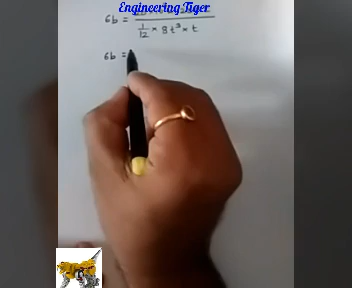 Engineering Tiger
6b =
1/12 × 8t³ × t
6b =